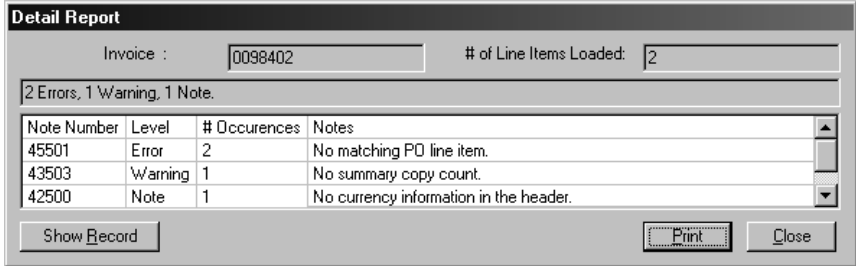 Detail Report
Invoice : 0098402 # of Line Items Loaded: 2
2 Errors, 1 Warning, 1 Note.
Note Number Level # Occurences Notes
45501 Error 2 No matching PO line item.
43503 Warning 1 No summary copy count.
42500 Note 1 No currency information in the header.
Show Record Print Close